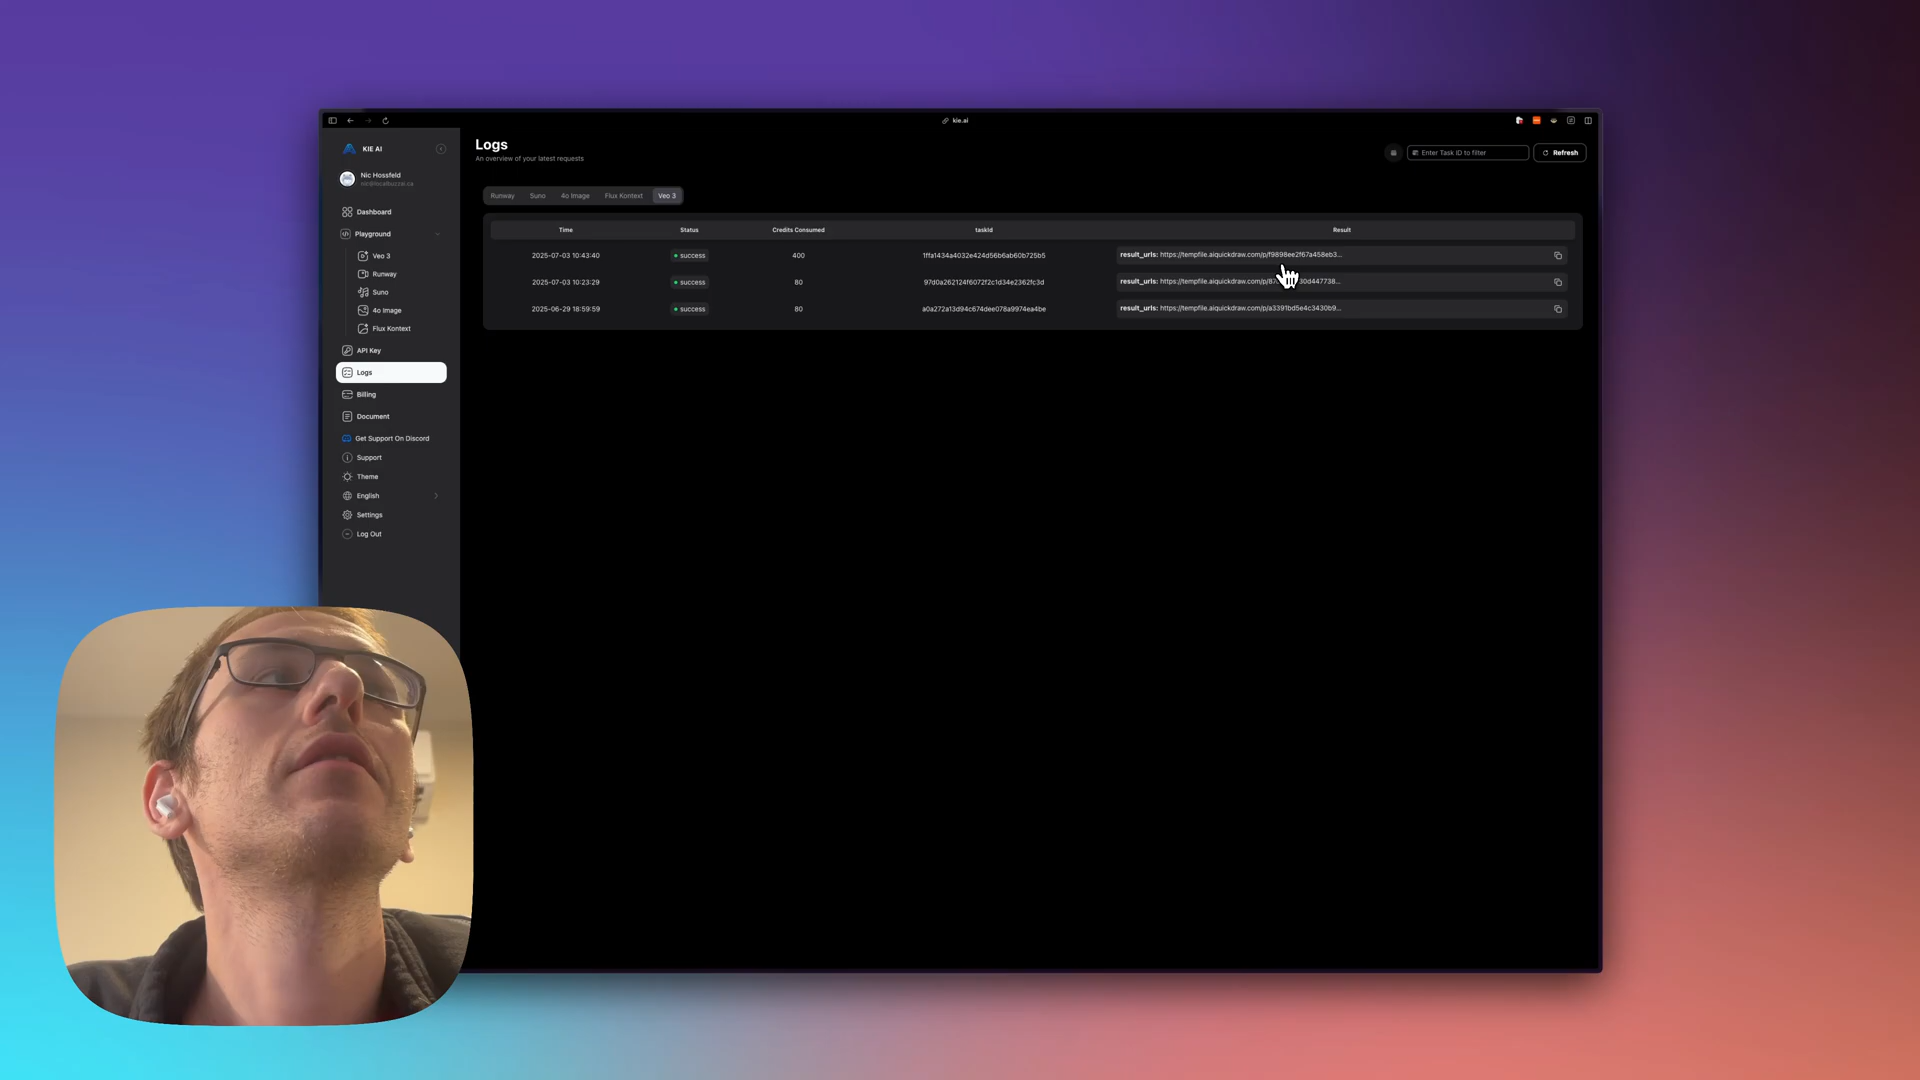 kie.ai
KIE AI
Nic Hossfeld
Dashboard
Playground
Veo 3
Runway
Suno
4o Image
Flux Kontext
API Key
Logs
Billing
Document
Get Support On Discord
Support
Theme
English
Settings
Log Out
Logs
An overview of your latest requests
Enter Task ID to filter
Refresh
Runway Suno 4o Image Flux Kontext Veo 3
Time Status Credits Consumed taskId Result
2025-07-03 10:43:40 success 400 1ffa1434a4032e424d56b6ab60b725b5 result_urls: https://tempfile.aiquickdraw.com/p/f9898ee2f67a458eb3...
2025-07-03 10:23:29 success 80 97d0a262124f6072f2c1d34e2362fc3d result_urls:
2025-06-29 18:59:59 success 80 a0a272a13d94c674dee078a9974ea4be result_urls: https://tempfile.aiquickdraw.com/p/a3391bd5e4c3430b9...